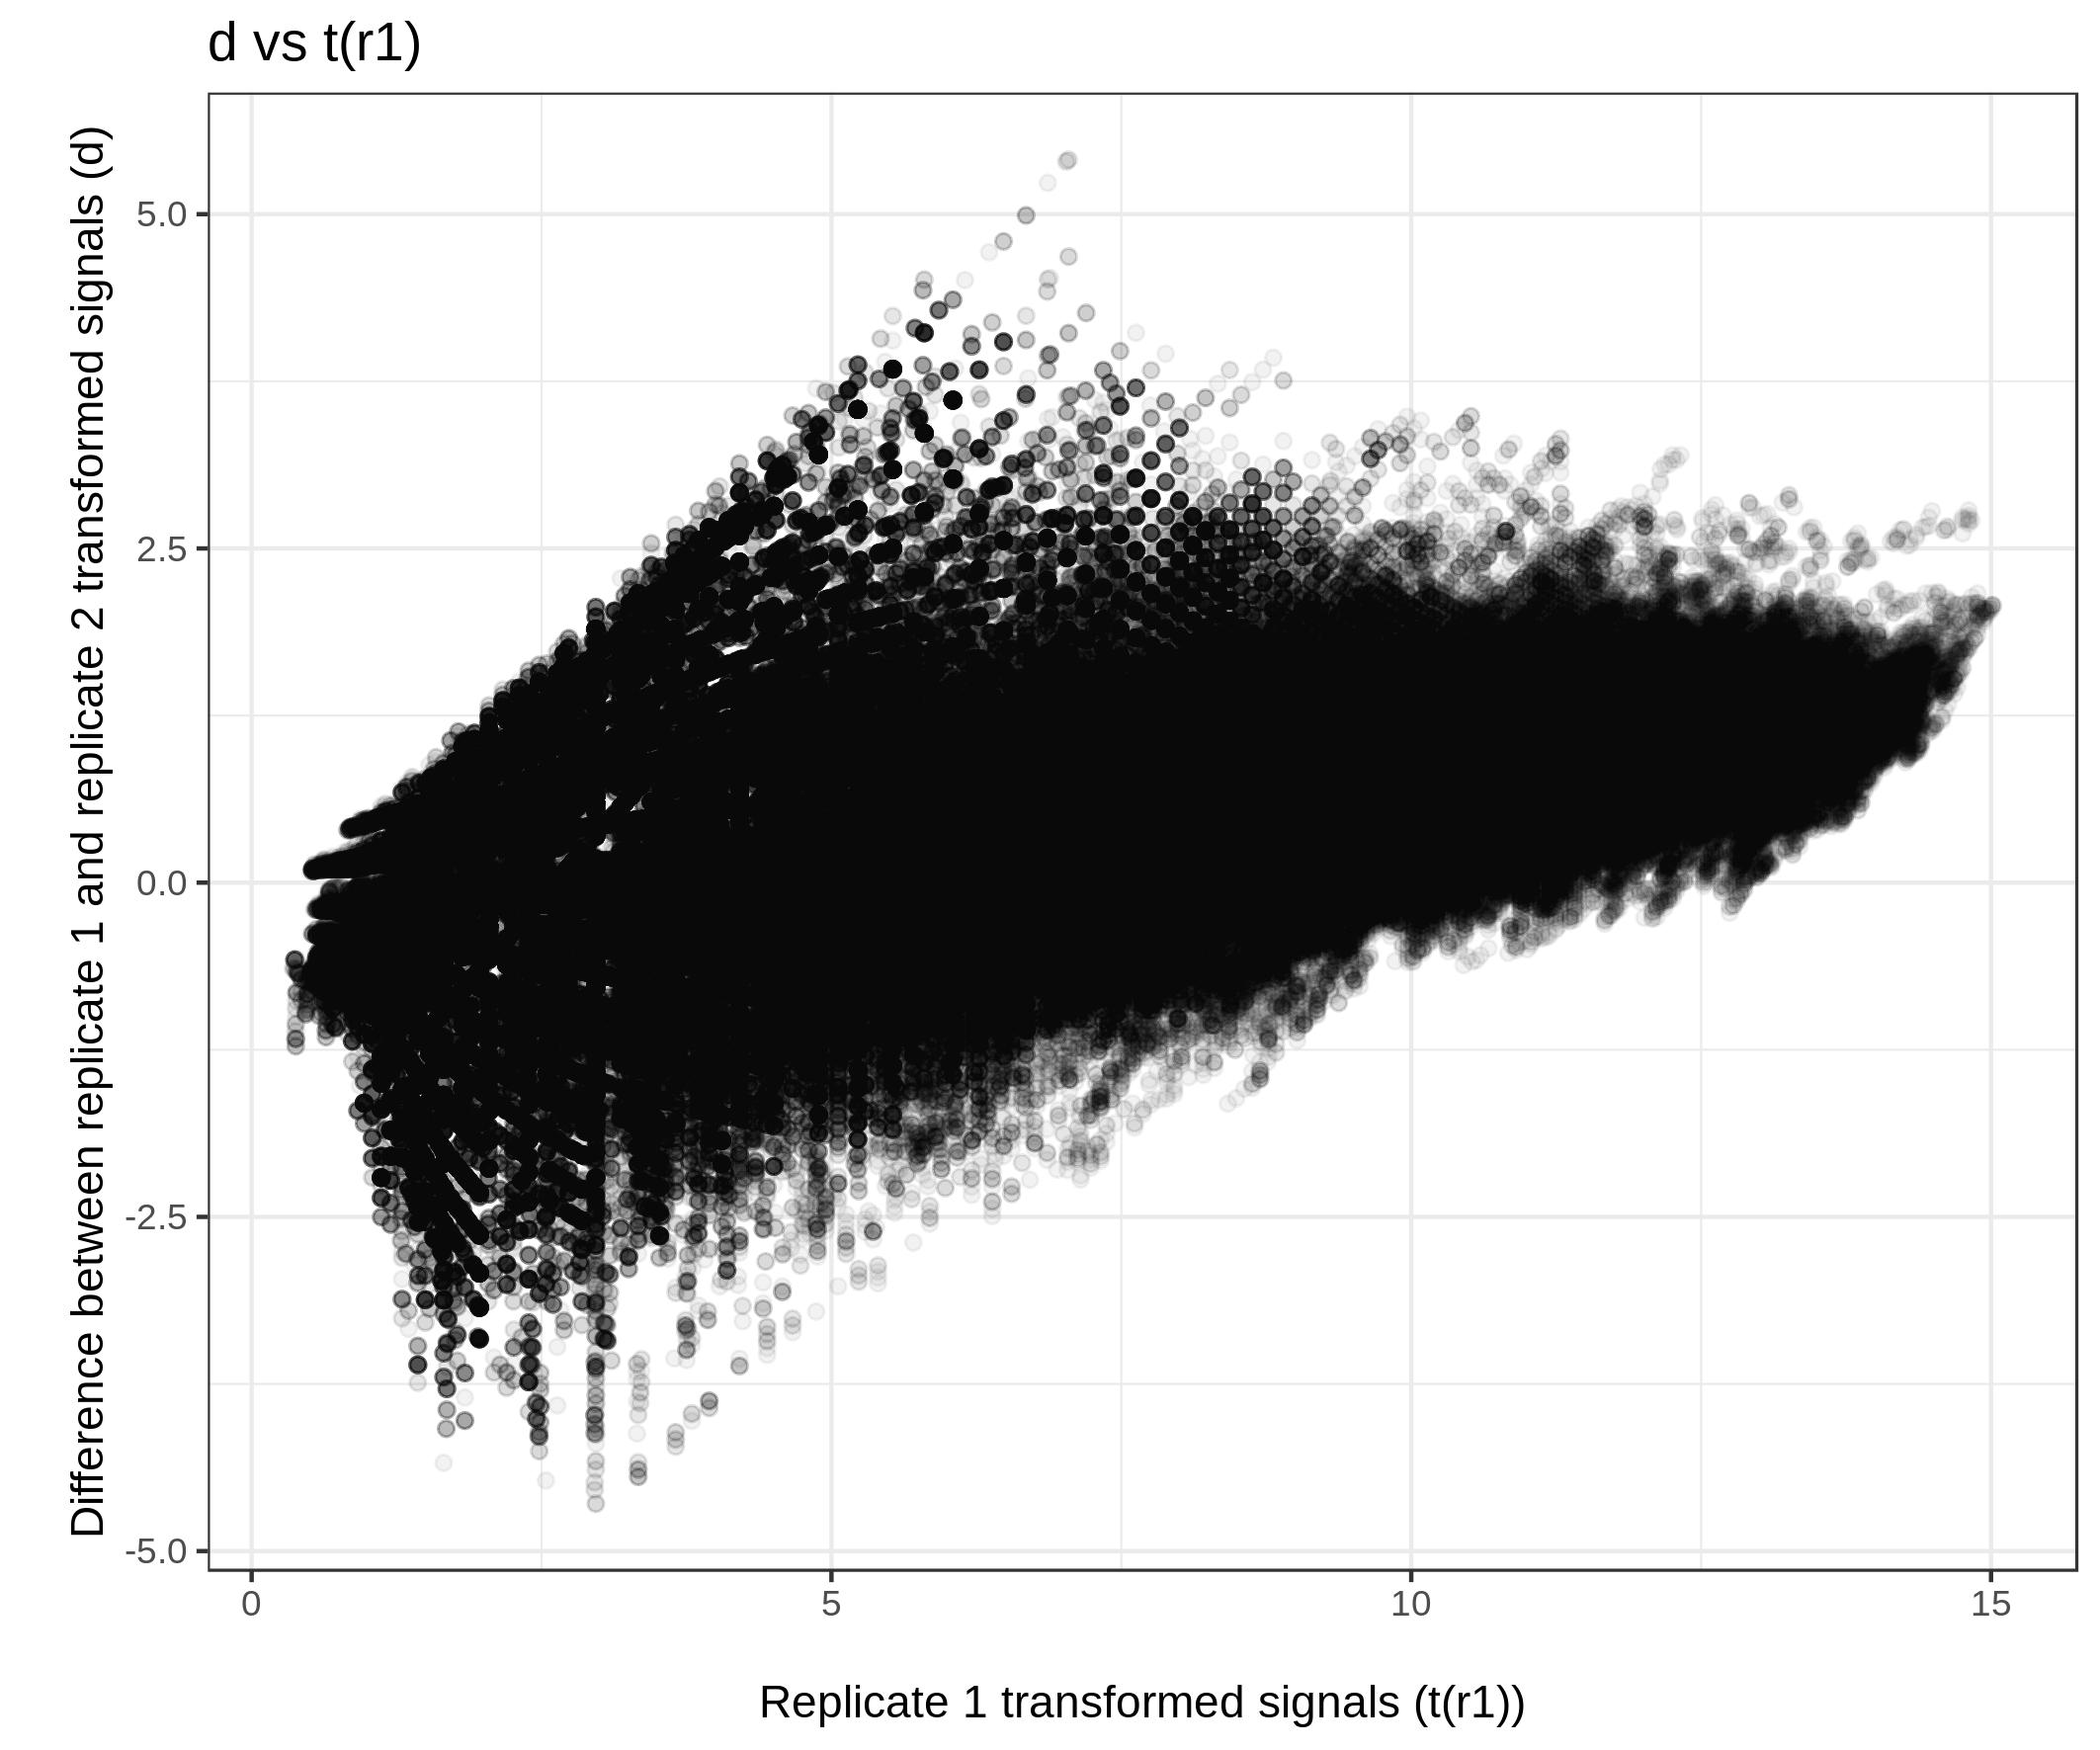 d vs t(r1)
Difference between replicate 1 and replicate 2 transformed signals (d)
5.0
2.5
0.0
-2.5
-5.0
0 5 10 15
Replicate 1 transformed signals (t(r1))